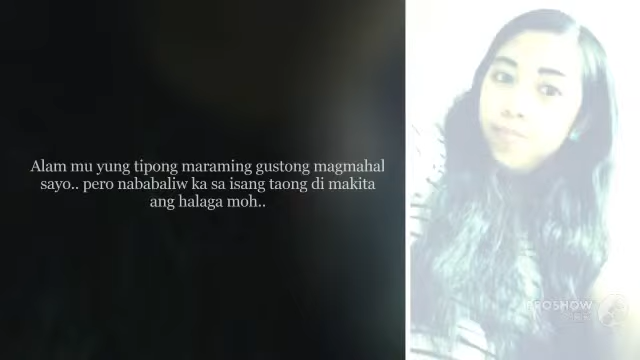 Alam mu yung tipong maraming gustong magmahal
sayo.. pero nababaliw ka sa isang taong di makita
ang halaga moh..
PROSHOW